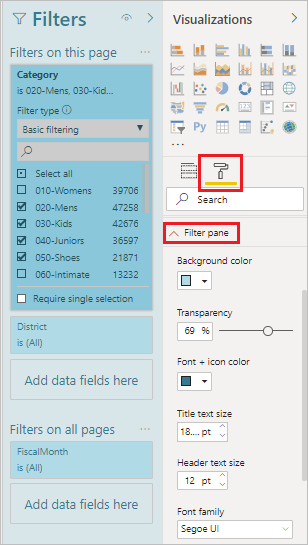 Filters
Filters on this page ...
Category
is 020-Mens, 030-Kid...
Filter type
Basic filtering
Select all
010-Womens 39706
020-Mens 47258
030-Kids 42676
040-Juniors 36597
050-Shoes 21871
060-Intimate 13232
Require single selection
District
is (All)
Add data fields here
Filters on all pages ...
FiscalMonth
is (All)
Add data fields here
Visualizations
R
Py
...
Search
Filter pane
Background color
Transparency
69 %
Font + icon color
Title text size
18.... pt
Header text size
12 pt
Font family
Segoe UI